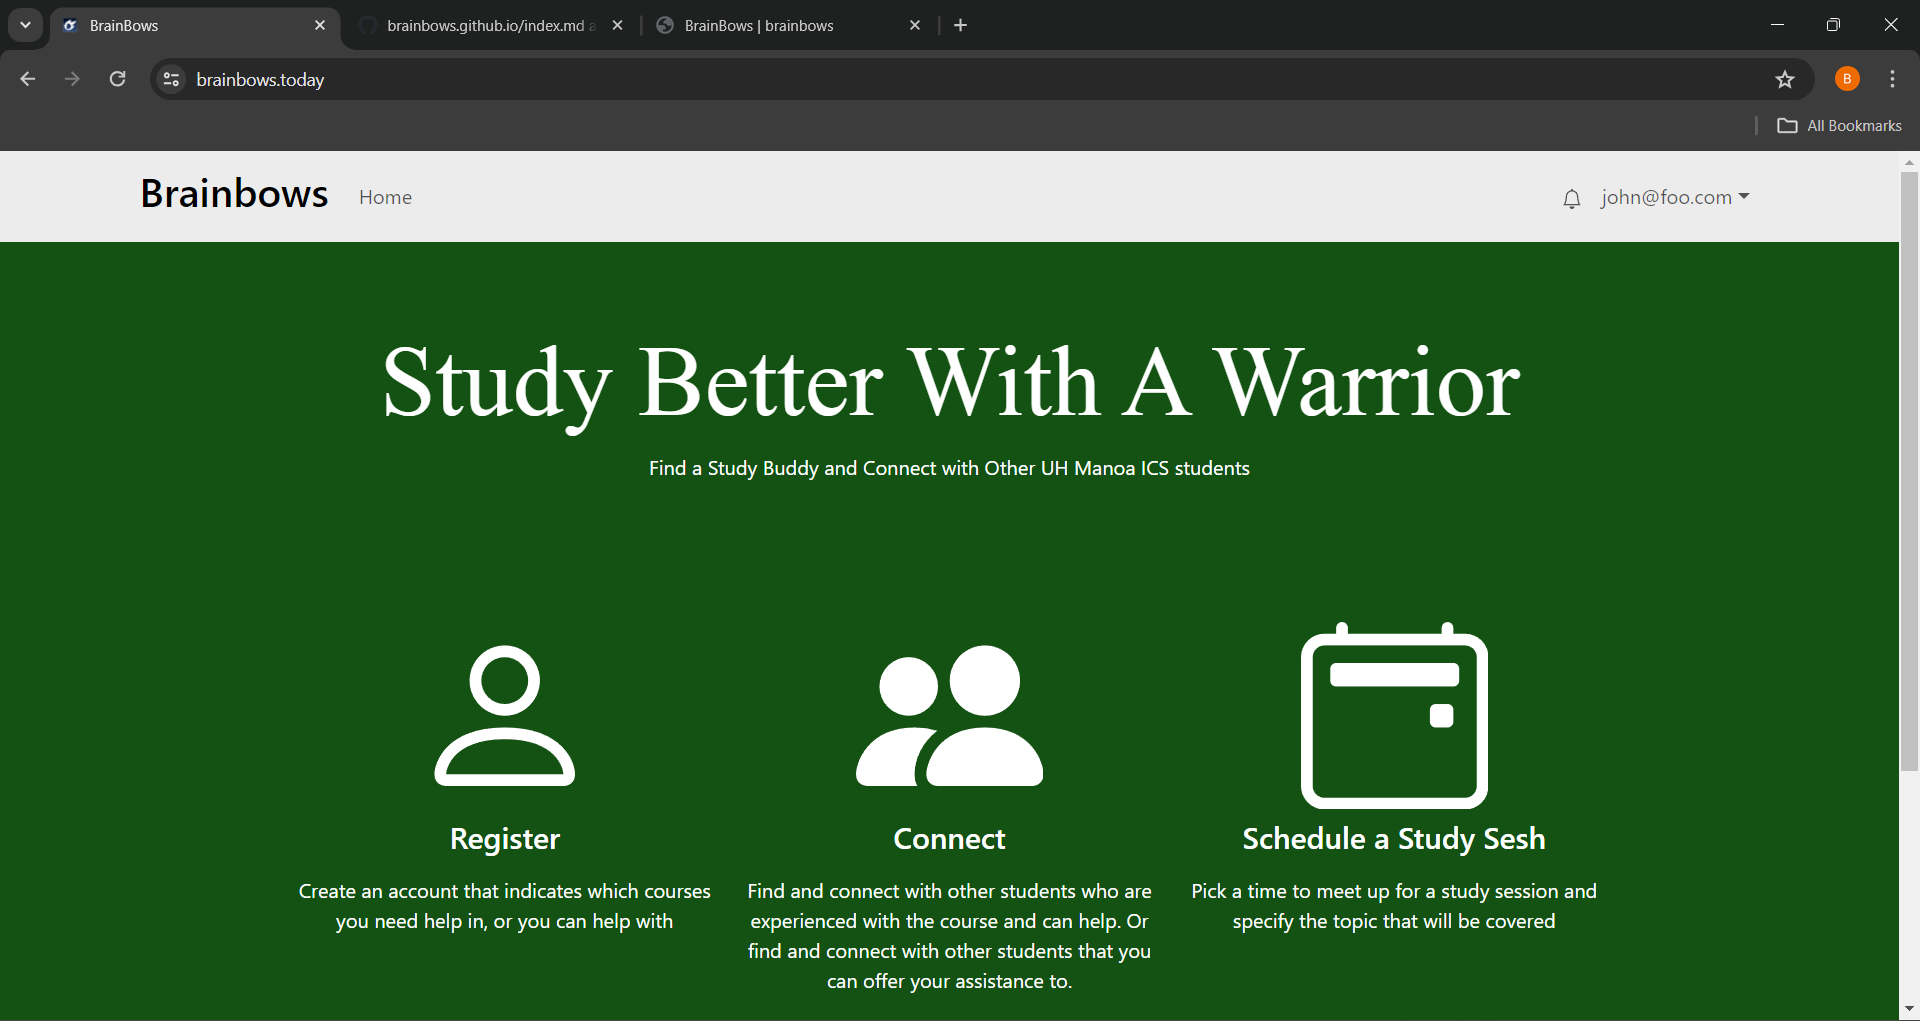 BrainBows
brainbows.github.io/index.md a
BrainBows | brainbows
brainbows.today
B
All Bookmarks
Brainbows
Home
john@foo.com
Study Better With A Warrior
Find a Study Buddy and Connect with Other UH Manoa ICS students
Register
Create an account that indicates which courses
you need help in, or you can help with
Connect
Find and connect with other students who are
experienced with the course and can help. Or
find and connect with other students that you
can offer your assistance to.
Schedule a Study Sesh
Pick a time to meet up for a study session and
specify the topic that will be covered